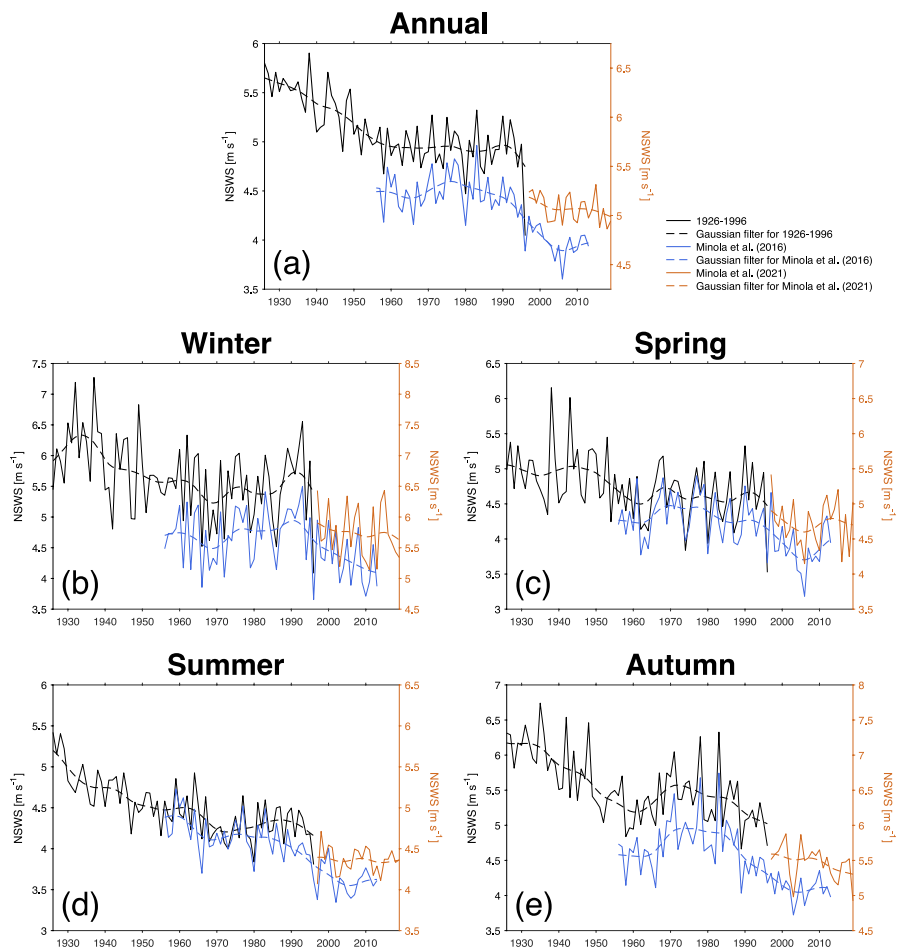 Annual
6
5.5
5
4.5
4
3.5
NSWS [m s⁻¹]
6.5
6
5.5
5
4.5
NSWS [m s⁻¹]
(a)
1930 1940 1950 1960 1970 1980 1990 2000 2010
1926-1996
Gaussian filter for 1926-1996
Minola et al. (2016)
Gaussian filter for Minola et al. (2016)
Minola et al. (2021)
Gaussian filter for Minola et al. (2021)
Winter
7.5
7
6.5
6
5.5
5
4.5
4
3.5
NSWS [m s⁻¹]
8.5
8
7.5
7
6.5
6
5.5
5
4.5
NSWS [m s⁻¹]
(b)
1930 1940 1950 1960 1970 1980 1990 2000 2010
Spring
6.5
6
5.5
5
4.5
4
3.5
3
NSWS [m s⁻¹]
7
6.5
6
5.5
5
4.5
4
3.5
NSWS [m s⁻¹]
(c)
1930 1940 1950 1960 1970 1980 1990 2000 2010
Summer
6
5.5
5
4.5
4
3.5
3
NSWS [m s⁻¹]
6.5
6
5.5
5
4.5
4
3.5
NSWS [m s⁻¹]
(d)
1930 1940 1950 1960 1970 1980 1990 2000 2010
Autumn
7
6.5
6
5.5
5
4.5
4
3.5
NSWS [m s⁻¹]
8
7.5
7
6.5
6
5.5
5
4.5
NSWS [m s⁻¹]
(e)
1930 1940 1950 1960 1970 1980 1990 2000 2010